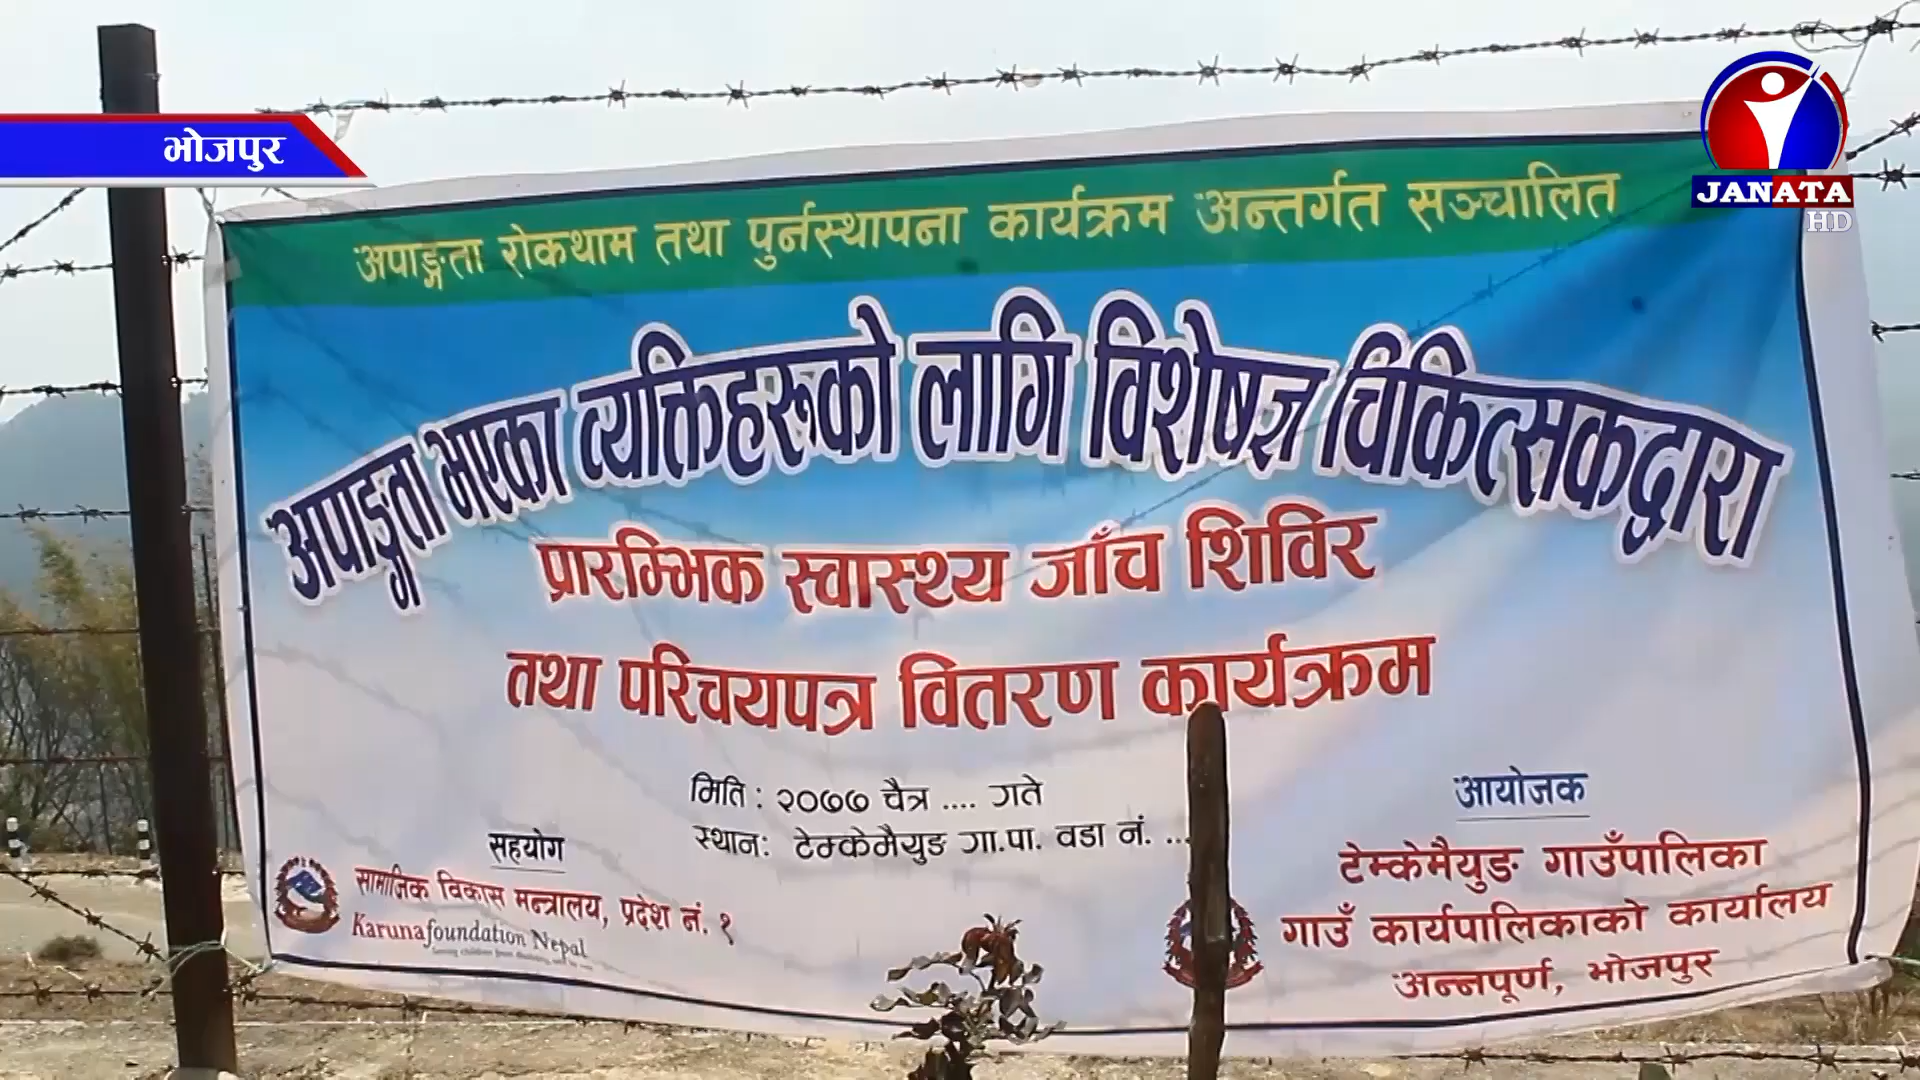 भोजपुर
JANATA
HD
अपाङ्गता रोकथाम तथा पुर्नस्थापना कार्यक्रम अन्तर्गत सञ्चालित
अपाङ्गता भएका व्यक्तिहरूको लागि विशेषज्ञ चिकित्सकद्वारा
प्रारम्भिक स्वास्थ्य जाँच शिविर
तथा परिचयपत्र वितरण कार्यक्रम
मिति : २०७७ चैत्र .... गते
स्थान: टेम्केमैयुङ गा.पा. वडा नं. ...
सहयोग
सामाजिक विकास मन्त्रालय, प्रदेश नं. १
Karunafoundation Nepal
आयोजक
टेम्केमैयुङ गाउँपालिका
गाउँ कार्यपालिकाको कार्यालय
अन्नपूर्ण, भोजपुर